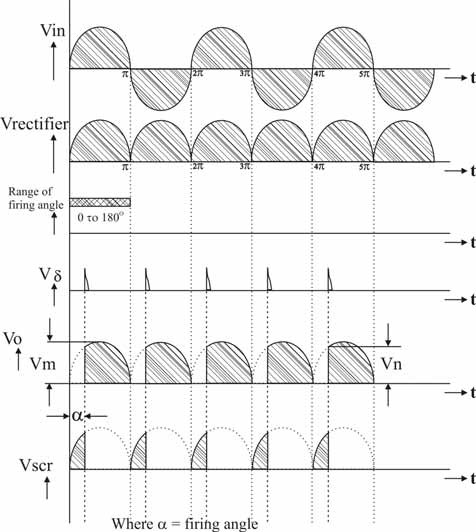 Vin
t
π 2π 3π 4π 5π
Vrectifier
t
π 2π 3π 4π 5π
Range of
firing angle
0 TO 180°
t
Vδ
t
Vo
Vm
Vn
t
α
Vscr
t
Where α = firing angle